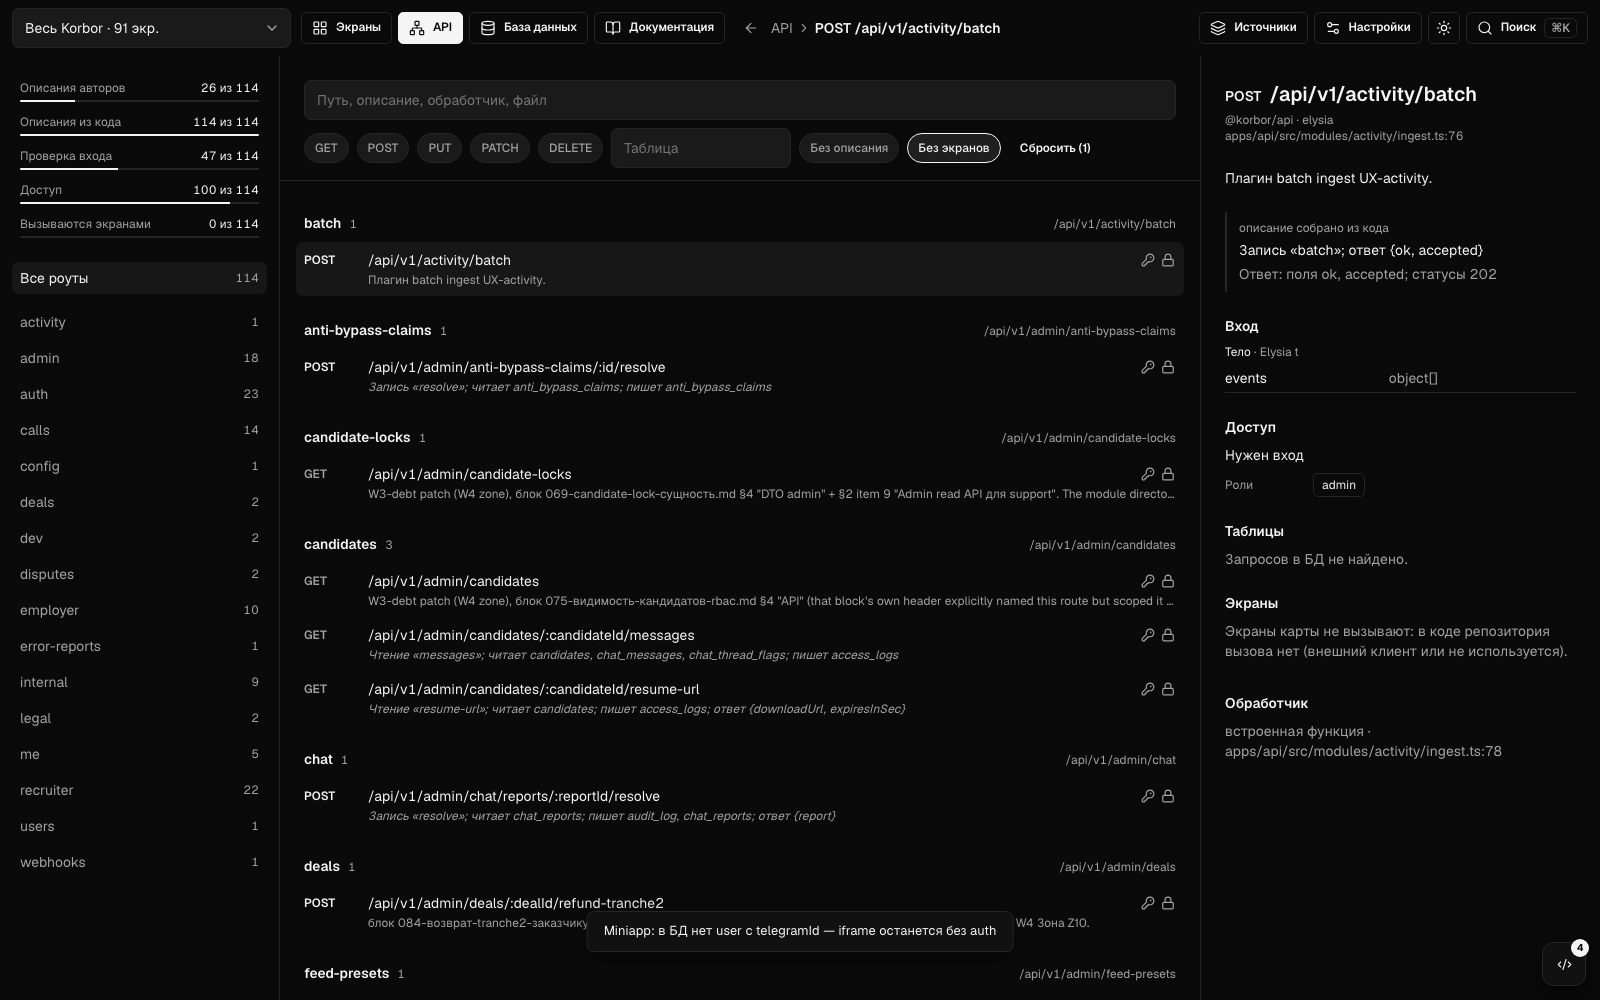 Весь Korbor · 91 экр.
Экраны
API
База данных
Документация
← API > POST /api/v1/activity/batch
Источники
Настройки
Поиск ⌘K
Описания авторов 26 из 114
Описания из кода 114 из 114
Проверка входа 47 из 114
Доступ 100 из 114
Вызываются экранами 0 из 114
Все роуты 114
activity 1
admin 18
auth 23
calls 14
config 1
deals 2
dev 2
disputes 2
employer 10
error-reports 1
internal 9
legal 2
me 5
recruiter 22
users 1
webhooks 1
Путь, описание, обработчик, файл
GET POST PUT PATCH DELETE Таблица Без описания Без экранов Сбросить (1)
batch 1 /api/v1/activity/batch
POST /api/v1/activity/batch
Плагин batch ingest UX-activity.
anti-bypass-claims 1 /api/v1/admin/anti-bypass-claims
POST /api/v1/admin/anti-bypass-claims/:id/resolve
Запись «resolve»; читает anti_bypass_claims; пишет anti_bypass_claims
candidate-locks 1 /api/v1/admin/candidate-locks
GET /api/v1/admin/candidate-locks
W3-debt patch (W4 zone), блок 069-candidate-lock-сущность.md §4 "DTO admin" + §2 item 9 "Admin read API для support". The module directo...
candidates 3 /api/v1/admin/candidates
GET /api/v1/admin/candidates
W3-debt patch (W4 zone), блок 075-видимость-кандидатов-rbac.md §4 "API" (that block's own header explicitly named this route but scoped it ...
GET /api/v1/admin/candidates/:candidateId/messages
Чтение «messages»; читает candidates, chat_messages, chat_thread_flags; пишет access_logs
GET /api/v1/admin/candidates/:candidateId/resume-url
Чтение «resume-url»; читает candidates; пишет access_logs; ответ {downloadUrl, expiresInSec}
chat 1 /api/v1/admin/chat
POST /api/v1/admin/chat/reports/:reportId/resolve
Запись «resolve»; читает chat_reports; пишет audit_log, chat_reports; ответ {report}
deals 1 /api/v1/admin/deals
POST /api/v1/admin/deals/:dealId/refund-tranche2
блок 084-возврат-tranche2-заказчику W4 Зона Z10.
Miniapp: в БД нет user с telegramId — iframe останется без auth
feed-presets 1 /api/v1/admin/feed-presets
POST /api/v1/activity/batch
@korbor/api · elysia
apps/api/src/modules/activity/ingest.ts:76
Плагин batch ingest UX-activity.
описание собрано из кода
Запись «batch»; ответ {ok, accepted}
Ответ: поля ok, accepted; статусы 202
Вход
Тело · Elysia t
events object[]
Доступ
Нужен вход
Роли admin
Таблицы
Запросов в БД не найдено.
Экраны
Экраны карты не вызывают: в коде репозитория
вызова нет (внешний клиент или не используется).
Обработчик
встроенная функция ·
apps/api/src/modules/activity/ingest.ts:78
4